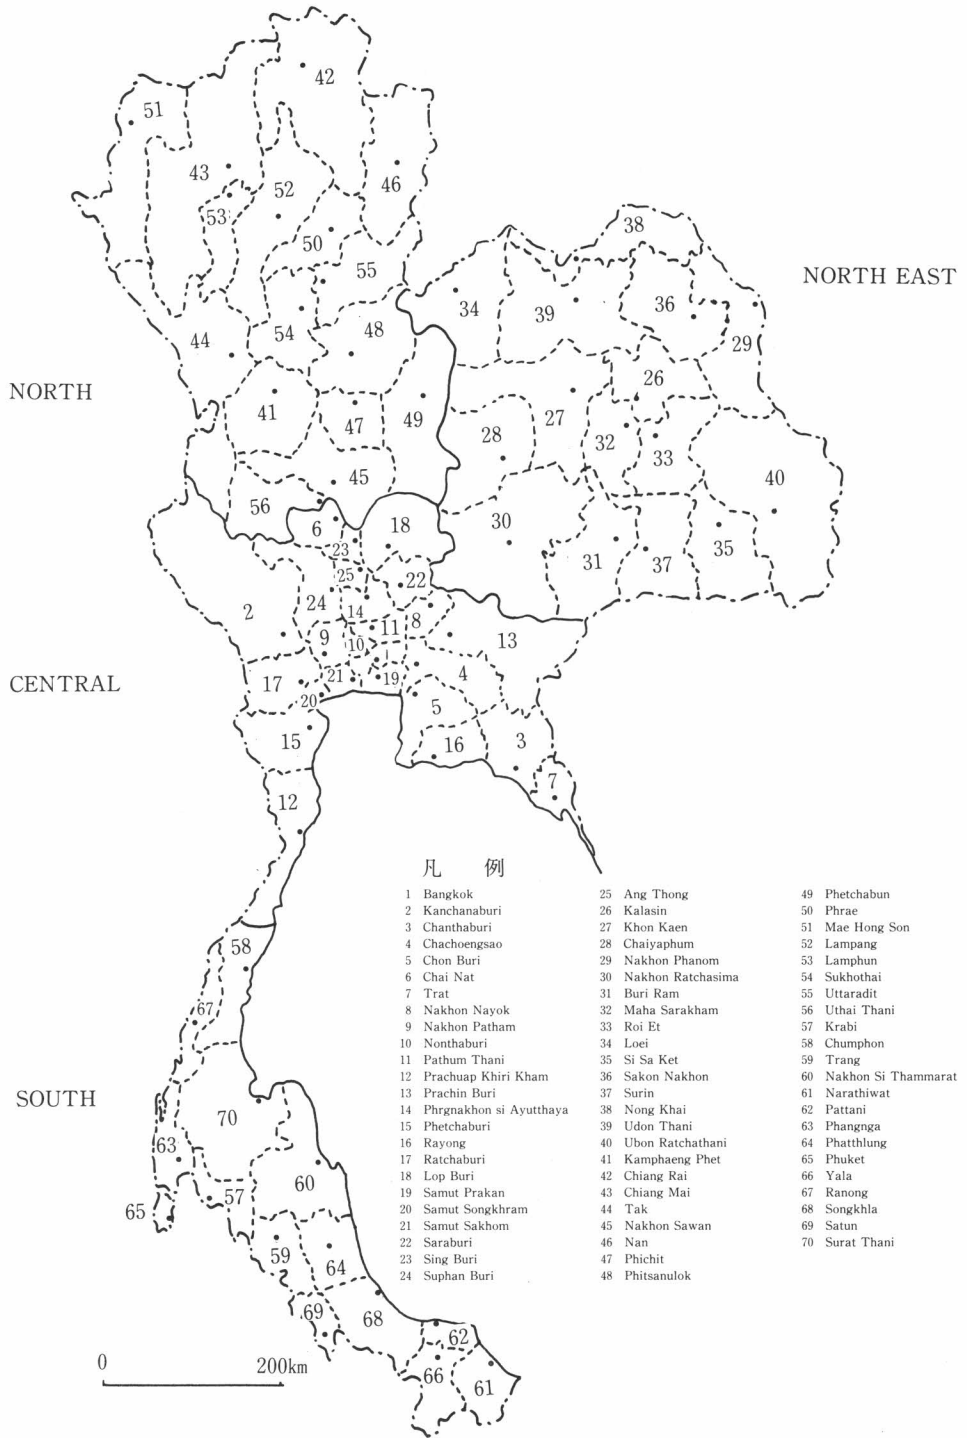 42
51
43
46
52
53
50
55
38
NORTH EAST
34
39
36
44
54
48
29
26
NORTH
41
47
49
27
28
32
33
45
40
56
6
18
30
23
31
37
35
25
22
24
14
2
8
9
11
13
10
CENTRAL
17
21
19
4
20
5
15
16
3
7
12
凡 例
1 Bangkok
2 Kanchanaburi
3 Chanthaburi
4 Chachoengsao
5 Chon Buri
6 Chai Nat
7 Trat
8 Nakhon Nayok
9 Nakhon Patham
10 Nonthaburi
11 Pathum Thani
12 Prachuap Khiri Kham
13 Prachin Buri
14 Phrgnakhon si Ayutthaya
15 Phetchaburi
16 Rayong
17 Ratchaburi
18 Lop Buri
19 Samut Prakan
20 Samut Songkhram
21 Samut Sakhom
22 Saraburi
23 Sing Buri
24 Suphan Buri
25 Ang Thong
26 Kalasin
27 Khon Kaen
28 Chaiyaphum
29 Nakhon Phanom
30 Nakhon Ratchasima
31 Buri Ram
32 Maha Sarakham
33 Roi Et
34 Loei
35 Si Sa Ket
36 Sakon Nakhon
37 Surin
38 Nong Khai
39 Udon Thani
40 Ubon Ratchathani
41 Kamphaeng Phet
42 Chiang Rai
43 Chiang Mai
44 Tak
45 Nakhon Sawan
46 Nan
47 Phichit
48 Phitsanulok
49 Phetchabun
50 Phrae
51 Mae Hong Son
52 Lampang
53 Lamphun
54 Sukhothai
55 Uttaradit
56 Uthai Thani
57 Krabi
58 Chumphon
59 Trang
60 Nakhon Si Thammarat
61 Narathiwat
62 Pattani
63 Phangnga
64 Phatthlung
65 Phuket
66 Yala
67 Ranong
68 Songkhla
69 Satun
70 Surat Thani
58
67
SOUTH
70
63
60
57
65
59
64
69
68
62
66
61
0 200km